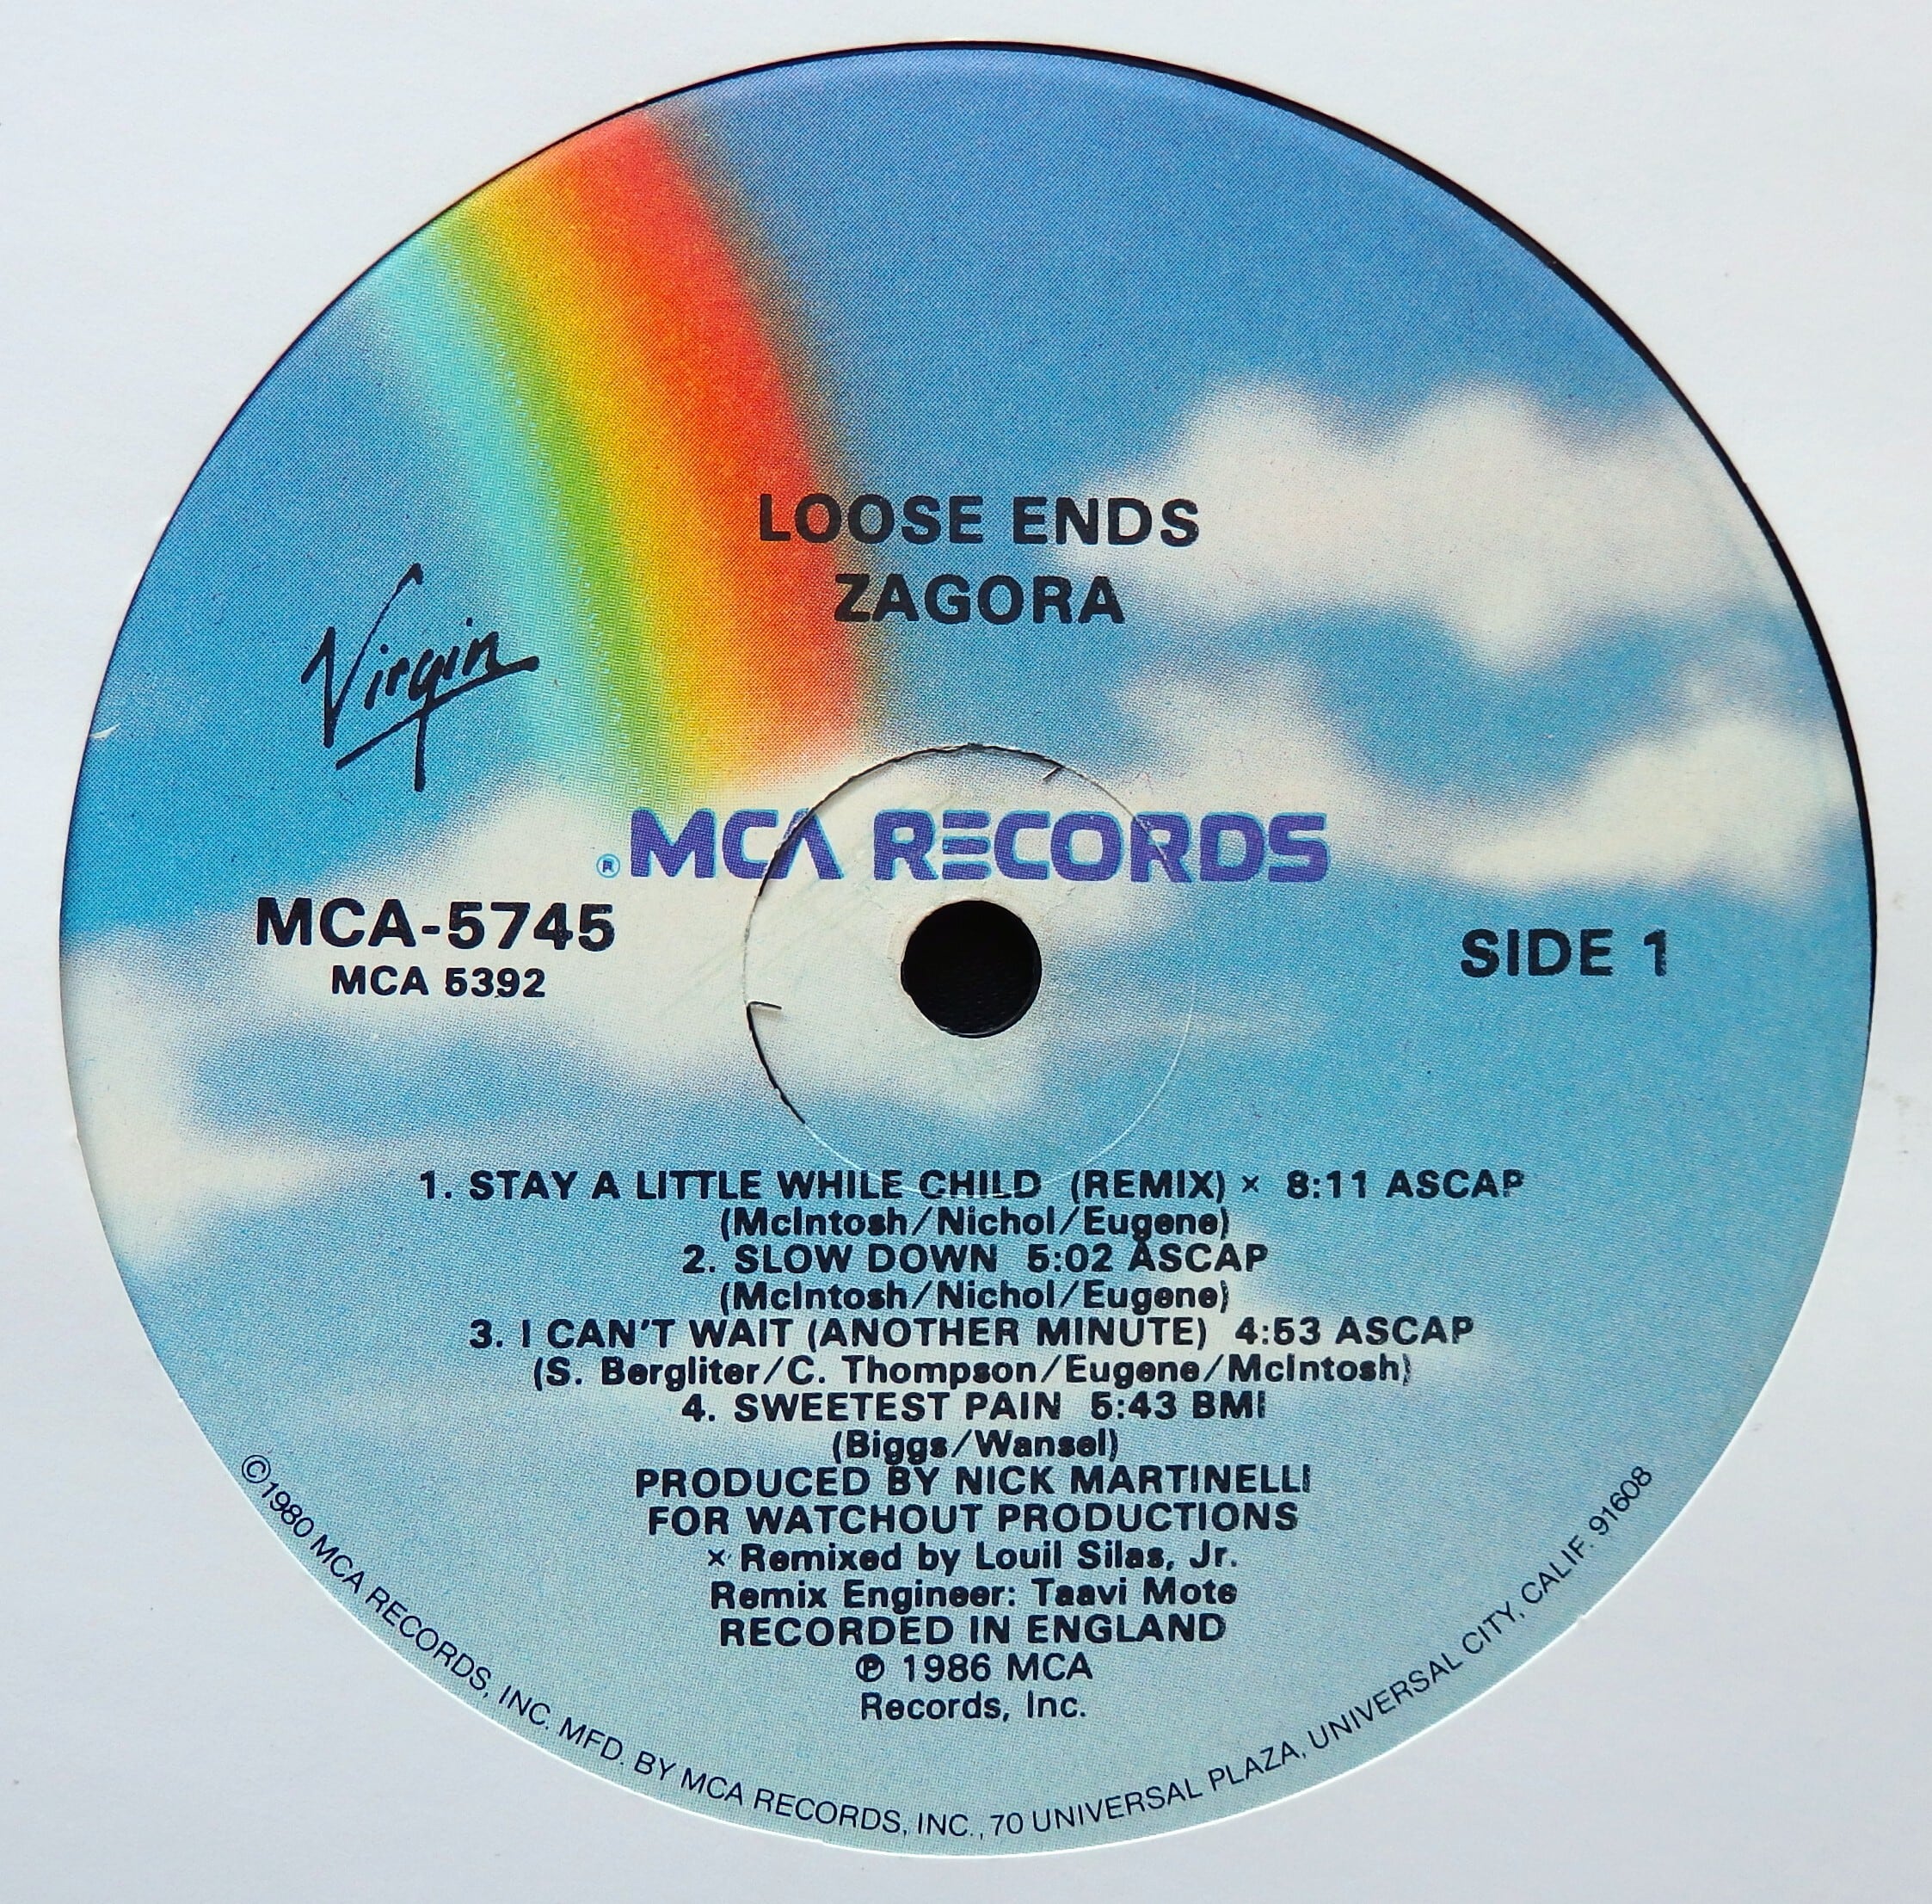 LOOSE ENDS
ZAGORA
Virgin
® MCA RECORDS
MCA-5745
MCA 5392
SIDE 1
1. STAY A LITTLE WHILE CHILD (REMIX) × 8:11 ASCAP
(McIntosh/Nichol/Eugene)
2. SLOW DOWN 5:02 ASCAP
(McIntosh/Nichol/Eugene)
3. I CAN'T WAIT (ANOTHER MINUTE) 4:53 ASCAP
(S. Bergliter/C. Thompson/Eugene/McIntosh)
4. SWEETEST PAIN 5:43 BMI
(Biggs/Wansel)
PRODUCED BY NICK MARTINELLI
FOR WATCHOUT PRODUCTIONS
× Remixed by Louil Silas, Jr.
Remix Engineer: Taavi Mote
RECORDED IN ENGLAND
℗ 1986 MCA
Records, Inc.
©1980 MCA RECORDS, INC. MFD. BY MCA RECORDS, INC., 70 UNIVERSAL PLAZA, UNIVERSAL CITY, CALIF. 91608